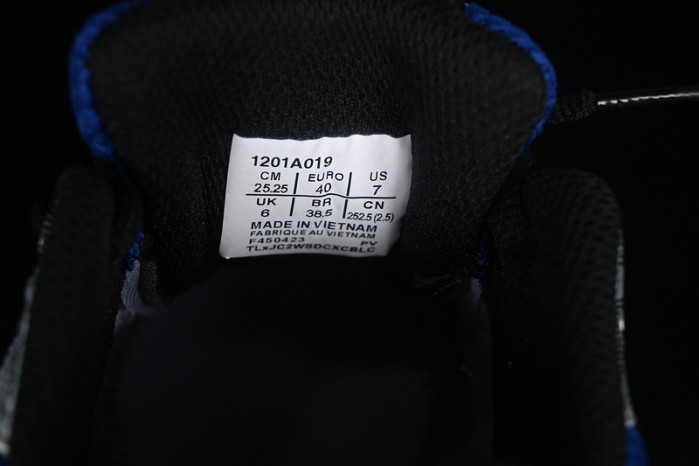 1201A019
CM EURO US
25.25 40 7
UK BR CN
6 38.5 252.5 (2.5)
MADE IN VIETNAM
FABRIQUE AU VIETNAM
F450423 PV
TLxJC2WSDCXCBLC